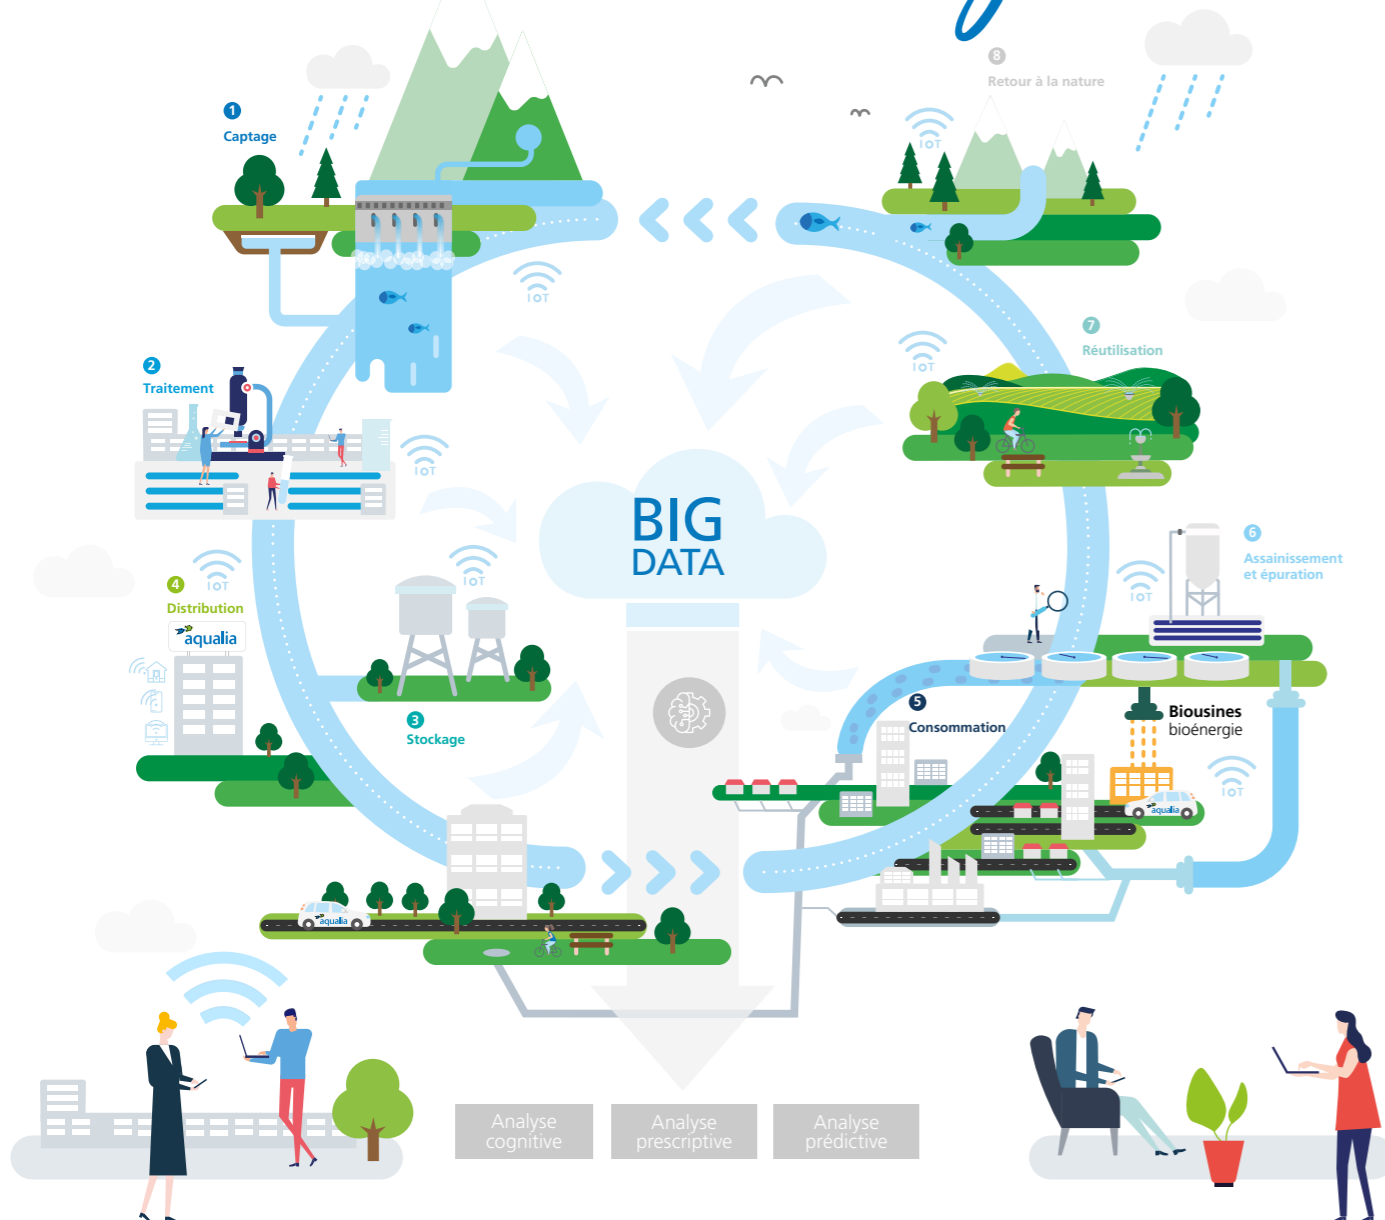 8
Retour à la nature
1
Captage
IOT
IOT
7
Réutilisation
IOT
2
Traitement
IOT
BIG
DATA
6
Assainissement
et épuration
IOT
IOT
IOT
4
Distribution
aqualia
3
Stockage
5
Consommation
Biousines
bioénergie
IOT
aqualia
aqualia
Analyse
cognitive
Analyse
prescriptive
Analyse
prédictive